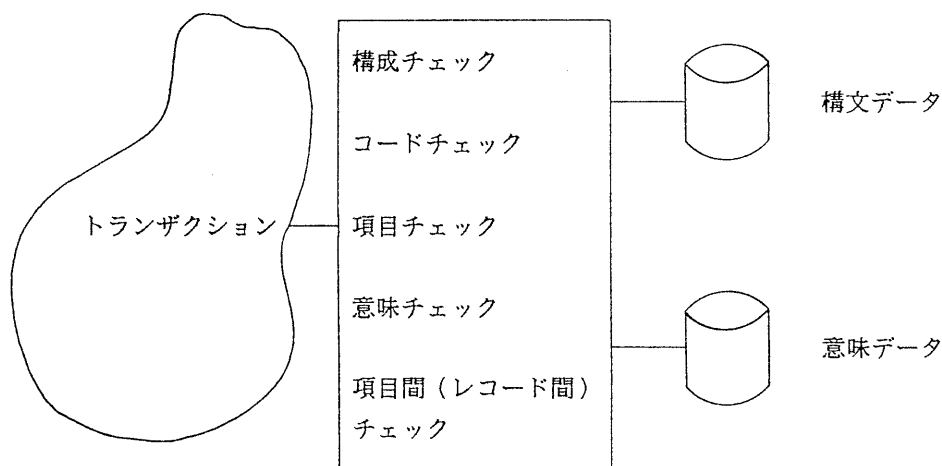 構成チェック
構文データ
コードチェック
トランザクション
項目チェック
意味チェック
意味データ
項目間（レコード間）
チェック